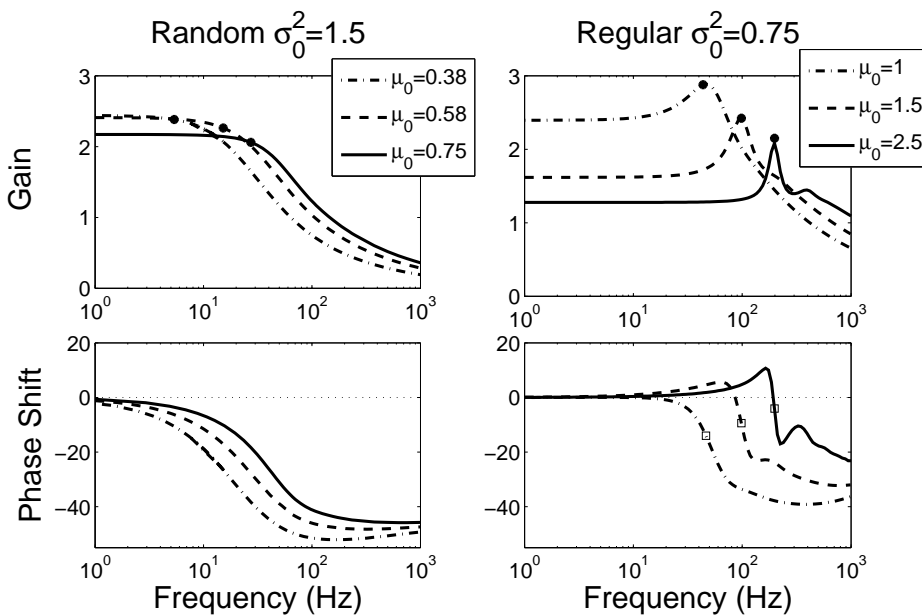 Random σ₀²=1.5
Regular σ₀²=0.75
μ₀=0.38
μ₀=0.58
μ₀=0.75
μ₀=1
μ₀=1.5
μ₀=2.5
Gain
3
2
1
0
10⁰ 10¹ 10² 10³
3
2
1
0
10⁰ 10¹ 10² 10³
Phase Shift
20
0
−20
−40
10⁰ 10¹ 10² 10³
Frequency (Hz)
20
0
−20
−40
10⁰ 10¹ 10² 10³
Frequency (Hz)